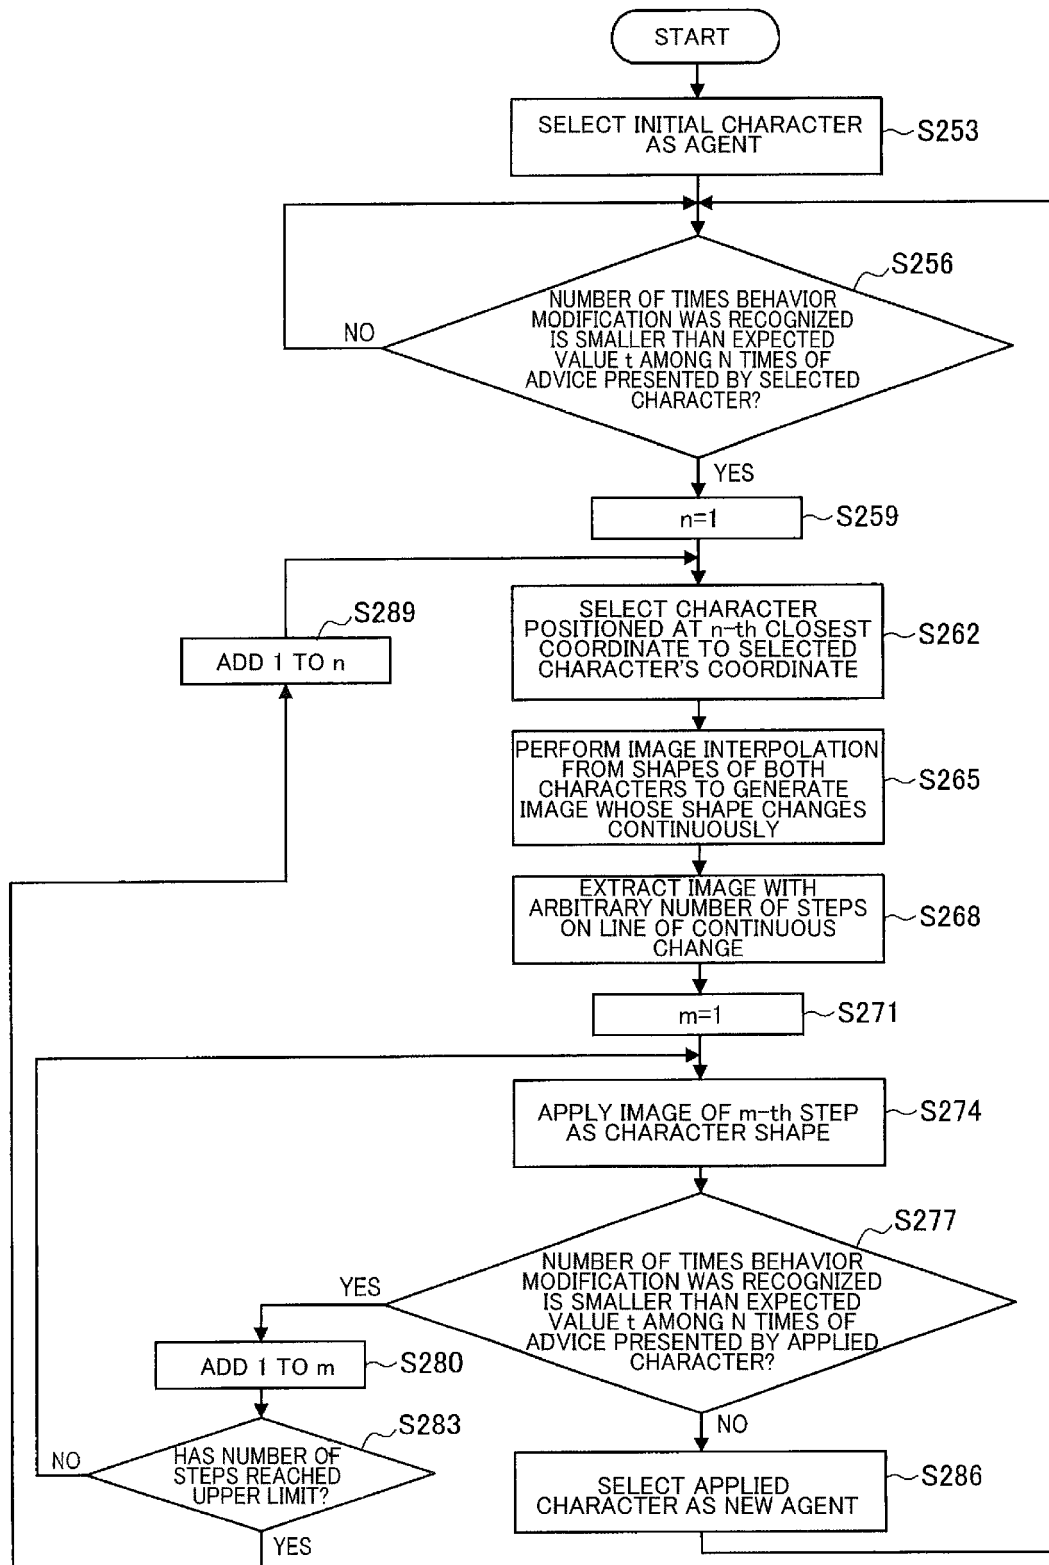 START
SELECT INITIAL CHARACTER
AS AGENT
S253
S256
NUMBER OF TIMES BEHAVIOR
MODIFICATION WAS RECOGNIZED
IS SMALLER THAN EXPECTED
VALUE t AMONG N TIMES OF
ADVICE PRESENTED BY SELECTED
CHARACTER?
NO
YES
n=1
S259
S289
ADD 1 TO n
SELECT CHARACTER
POSITIONED AT n-th CLOSEST
COORDINATE TO SELECTED
CHARACTER'S COORDINATE
S262
PERFORM IMAGE INTERPOLATION
FROM SHAPES OF BOTH
CHARACTERS TO GENERATE
IMAGE WHOSE SHAPE CHANGES
CONTINUOUSLY
S265
EXTRACT IMAGE WITH
ARBITRARY NUMBER OF STEPS
ON LINE OF CONTINUOUS
CHANGE
S268
m=1
S271
APPLY IMAGE OF m-th STEP
AS CHARACTER SHAPE
S274
S277
NUMBER OF TIMES BEHAVIOR
MODIFICATION WAS RECOGNIZED
IS SMALLER THAN EXPECTED
VALUE t AMONG N TIMES OF
ADVICE PRESENTED BY APPLIED
CHARACTER?
YES
ADD 1 TO m
S280
S283
HAS NUMBER OF
STEPS REACHED
UPPER LIMIT?
NO
YES
NO
SELECT APPLIED
CHARACTER AS NEW AGENT
S286